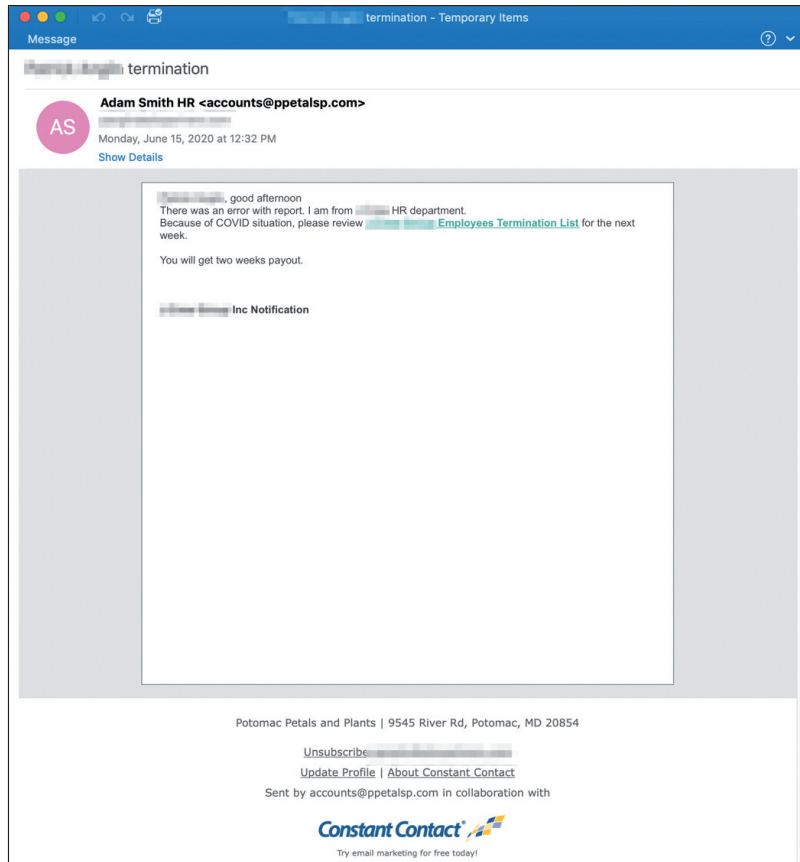 termination - Temporary Items
Message
termination
AS
Adam Smith HR <accounts@ppetalsp.com>
Monday, June 15, 2020 at 12:32 PM
Show Details
, good afternoon
There was an error with report. I am from HR department.
Because of COVID situation, please review Employees Termination List for the next
week.
You will get two weeks payout.
Inc Notification
Potomac Petals and Plants | 9545 River Rd, Potomac, MD 20854
Unsubscribe
Update Profile | About Constant Contact
Sent by accounts@ppetalsp.com in collaboration with
Constant Contact®
Try email marketing for free today!